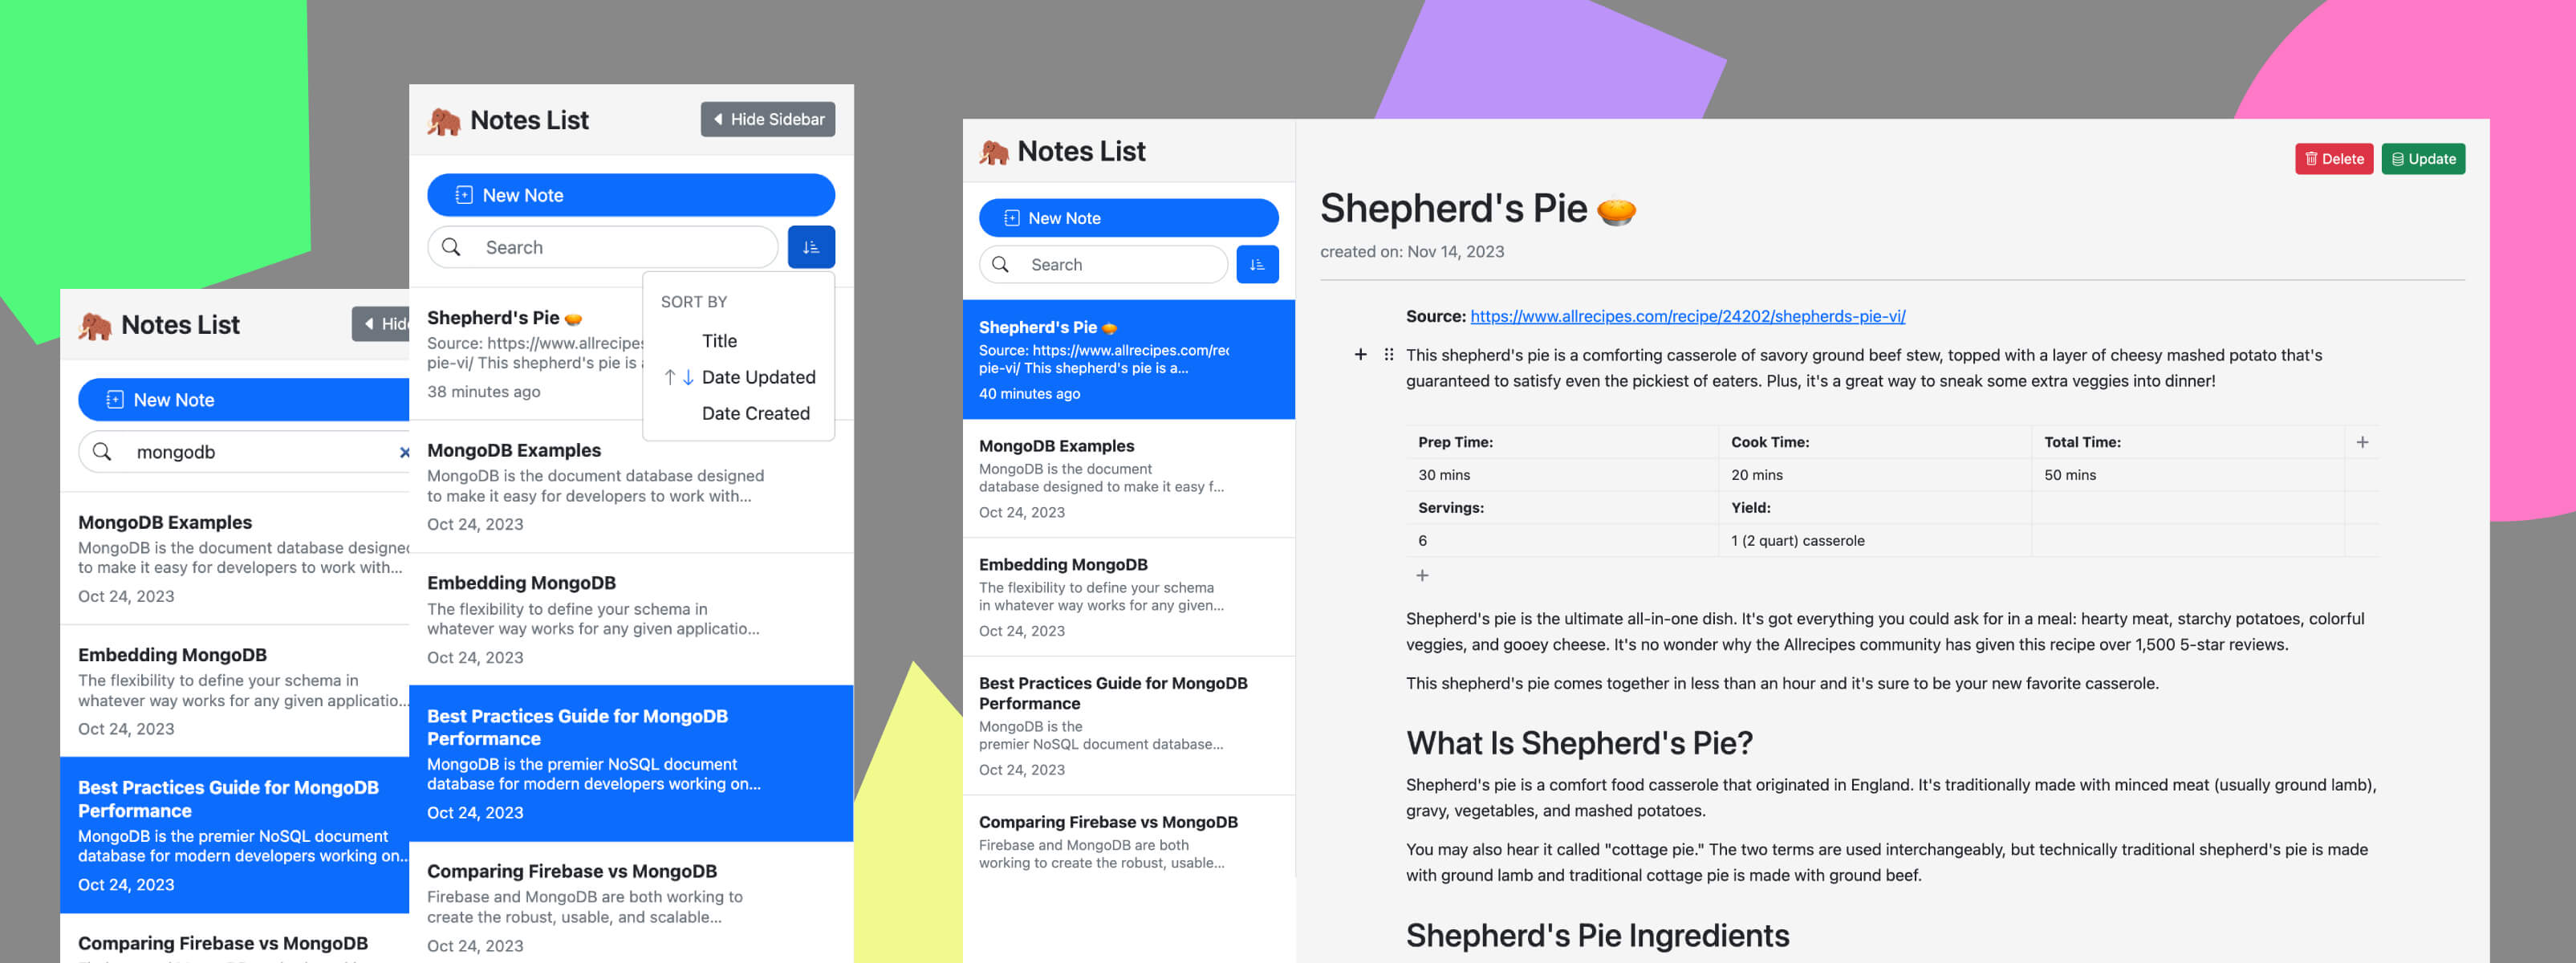 Notes List
Hid
New Note
mongodb
MongoDB Examples
MongoDB is the document database designed
to make it easy for developers to work with...
Oct 24, 2023
Embedding MongoDB
The flexibility to define your schema in
whatever way works for any given applicatio...
Oct 24, 2023
Best Practices Guide for MongoDB
Performance
MongoDB is the premier NoSQL document
database for modern developers working on...
Oct 24, 2023
Comparing Firebase vs MongoDB
Notes List
Hide Sidebar
New Note
Search
SORT BY
Title
Date Updated
Date Created
Shepherd's Pie
Source: https://www.allrecipes
pie-vi/ This shepherd's pie is
38 minutes ago
MongoDB Examples
MongoDB is the document database designed
to make it easy for developers to work with...
Oct 24, 2023
Embedding MongoDB
The flexibility to define your schema in
whatever way works for any given applicatio...
Oct 24, 2023
Best Practices Guide for MongoDB
Performance
MongoDB is the premier NoSQL document
database for modern developers working on...
Oct 24, 2023
Comparing Firebase vs MongoDB
Firebase and MongoDB are both working to
create the robust, usable, and scalable...
Oct 24, 2023
Notes List
New Note
Search
Shepherd's Pie
Source: https://www.allrecipes.com/rec
pie-vi/ This shepherd's pie is a...
40 minutes ago
MongoDB Examples
MongoDB is the document
database designed to make it easy f...
Oct 24, 2023
Embedding MongoDB
The flexibility to define your schema
in whatever way works for any given...
Oct 24, 2023
Best Practices Guide for MongoDB
Performance
MongoDB is the
premier NoSQL document database...
Oct 24, 2023
Comparing Firebase vs MongoDB
Firebase and MongoDB are both
working to create the robust, usable...
Delete
Update
Shepherd's Pie
created on: Nov 14, 2023
Source: https://www.allrecipes.com/recipe/24202/shepherds-pie-vi/
This shepherd's pie is a comforting casserole of savory ground beef stew, topped with a layer of cheesy mashed potato that's
guaranteed to satisfy even the pickiest of eaters. Plus, it's a great way to sneak some extra veggies into dinner!
Prep Time: Cook Time: Total Time:
30 mins 20 mins 50 mins
Servings: Yield:
6 1 (2 quart) casserole
Shepherd's pie is the ultimate all-in-one dish. It's got everything you could ask for in a meal: hearty meat, starchy potatoes, colorful
veggies, and gooey cheese. It's no wonder why the Allrecipes community has given this recipe over 1,500 5-star reviews.
This shepherd's pie comes together in less than an hour and it's sure to be your new favorite casserole.
What Is Shepherd's Pie?
Shepherd's pie is a comfort food casserole that originated in England. It's traditionally made with minced meat (usually ground lamb),
gravy, vegetables, and mashed potatoes.
You may also hear it called "cottage pie." The two terms are used interchangeably, but technically traditional shepherd's pie is made
with ground lamb and traditional cottage pie is made with ground beef.
Shepherd's Pie Ingredients